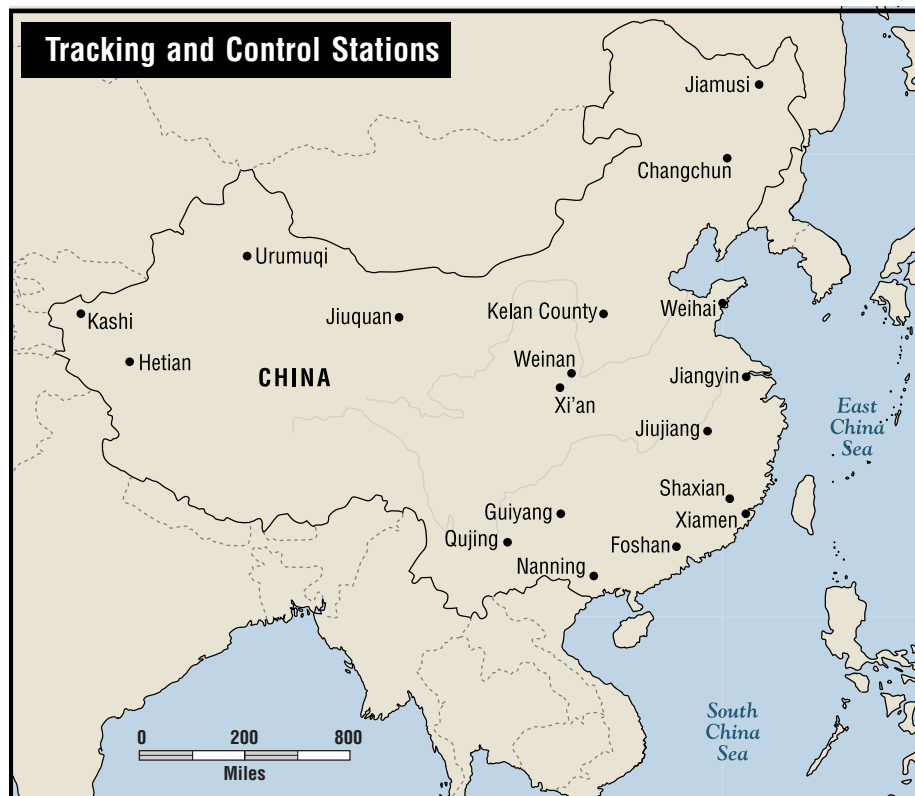 Tracking and Control Stations
Jiamusi
Changchun
Urumuqi
Kashi
Jiuquan
Kelan County
Weihai
Hetian
CHINA
Weinan
Xi'an
Jiangyin
East
China
Sea
Jiujiang
Shaxian
Guiyang
Xiamen
Qujing
Foshan
Nanning
South
China
Sea
0 200 800
Miles